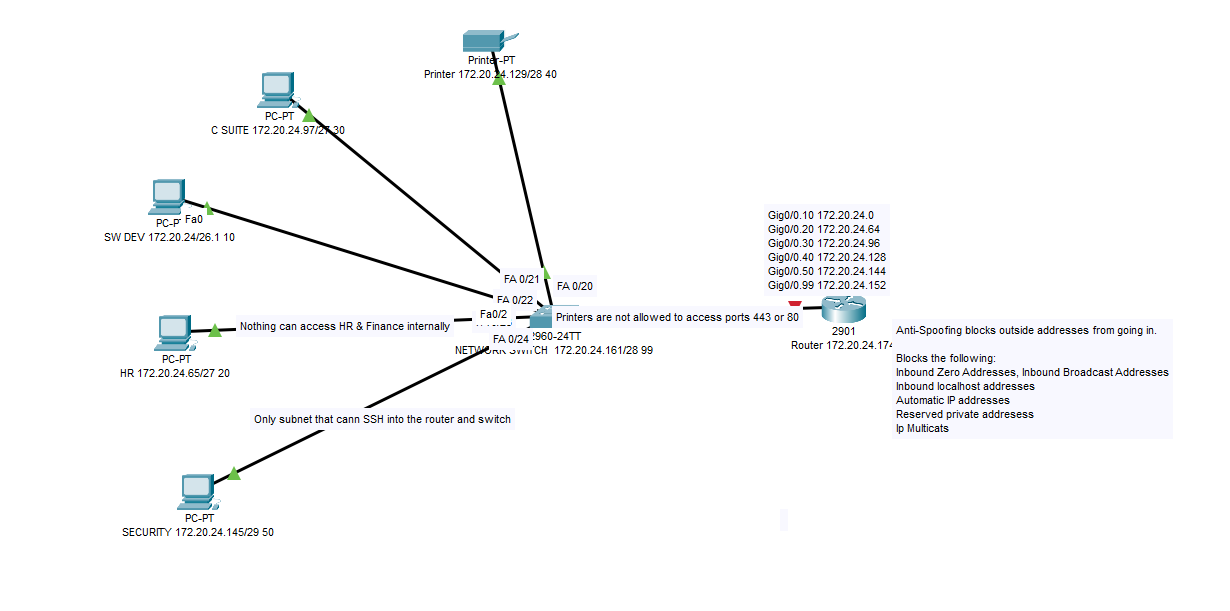 Printer-PT
Printer 172.20.24.129/28 40
PC-PT
C SUITE 172.20.24.97/27 30
Fa0
SW DEV 172.20.24/26.1 10
Gig0/0.10 172.20.24.0
Gig0/0.20 172.20.24.64
Gig0/0.30 172.20.24.96
Gig0/0.40 172.20.24.128
Gig0/0.50 172.20.24.144
Gig0/0.99 172.20.24.152
FA 0/21
FA 0/20
FA 0/22
Fa0/2
Printers are not allowed to access ports 443 or 80
Nothing can access HR & Finance internally
FA 0/24
2960-24TT
NETWORK SWITCH 172.20.24.161/28 99
2901
Router 172.20.24.174
PC-PT
HR 172.20.24.65/27 20
Anti-Spoofing blocks outside addresses from going in.
Blocks the following:
Inbound Zero Addresses, Inbound Broadcast Addresses
Inbound localhost addresses
Automatic IP addresses
Reserved private addresess
Ip Multicats
Only subnet that cann SSH into the router and switch
PC-PT
SECURITY 172.20.24.145/29 50